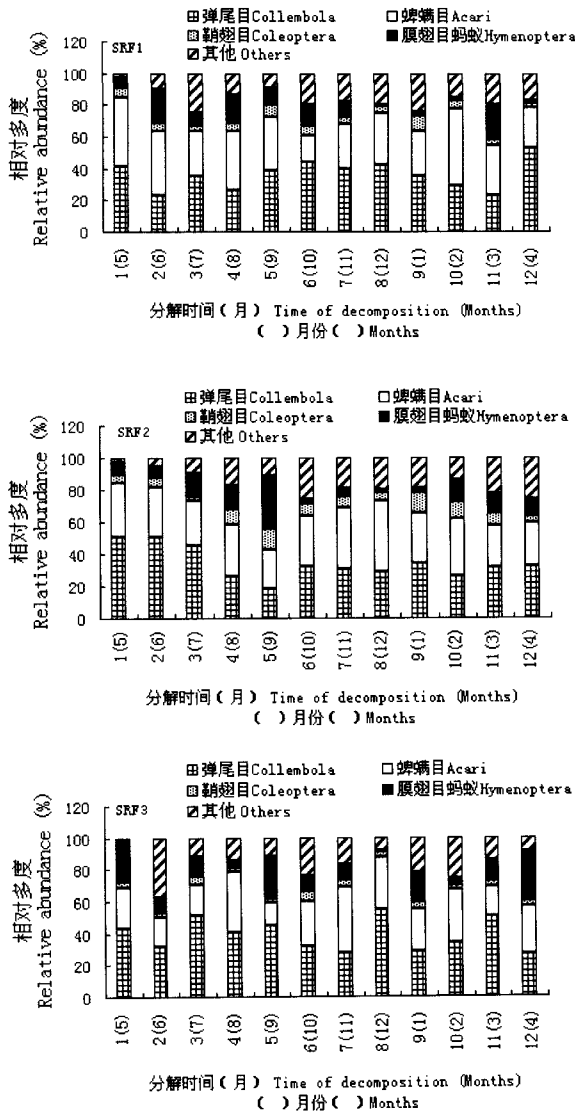 弹尾目Collembola 蜱螨目Acari
鞘翅目Coleoptera 膜翅目蚂蚁Hymenoptera
其他 Others
SRF1
相对多度
Relative abundance (%)
120
100
80
60
40
20
0
1(5) 2(6) 3(7) 4(8) 5(9) 6(10) 7(11) 8(12) 9(1) 10(2) 11(3) 12(4)
分解时间(月) Time of decomposition (Months)
( )月份( )Months
弹尾目Collembola 蜱螨目Acari
鞘翅目Coleoptera 膜翅目蚂蚁Hymenoptera
其他 Others
SRF2
相对多度
Relative abundance (%)
120
100
80
60
40
20
0
1(5) 2(6) 3(7) 4(8) 5(9) 6(10) 7(11) 8(12) 9(1) 10(2) 11(3) 12(4)
分解时间(月) Time of decomposition (Months)
( )月份( )Months
弹尾目Collembola 蜱螨目Acari
鞘翅目Coleoptera 膜翅目蚂蚁Hymenoptera
其他 Others
SRF3
相对多度
Relative abundance (%)
120
100
80
60
40
20
0
1(5) 2(6) 3(7) 4(8) 5(9) 6(10) 7(11) 8(12) 9(1) 10(2) 11(3) 12(4)
分解时间(月) Time of decomposition (Months)
( )月份( )Months